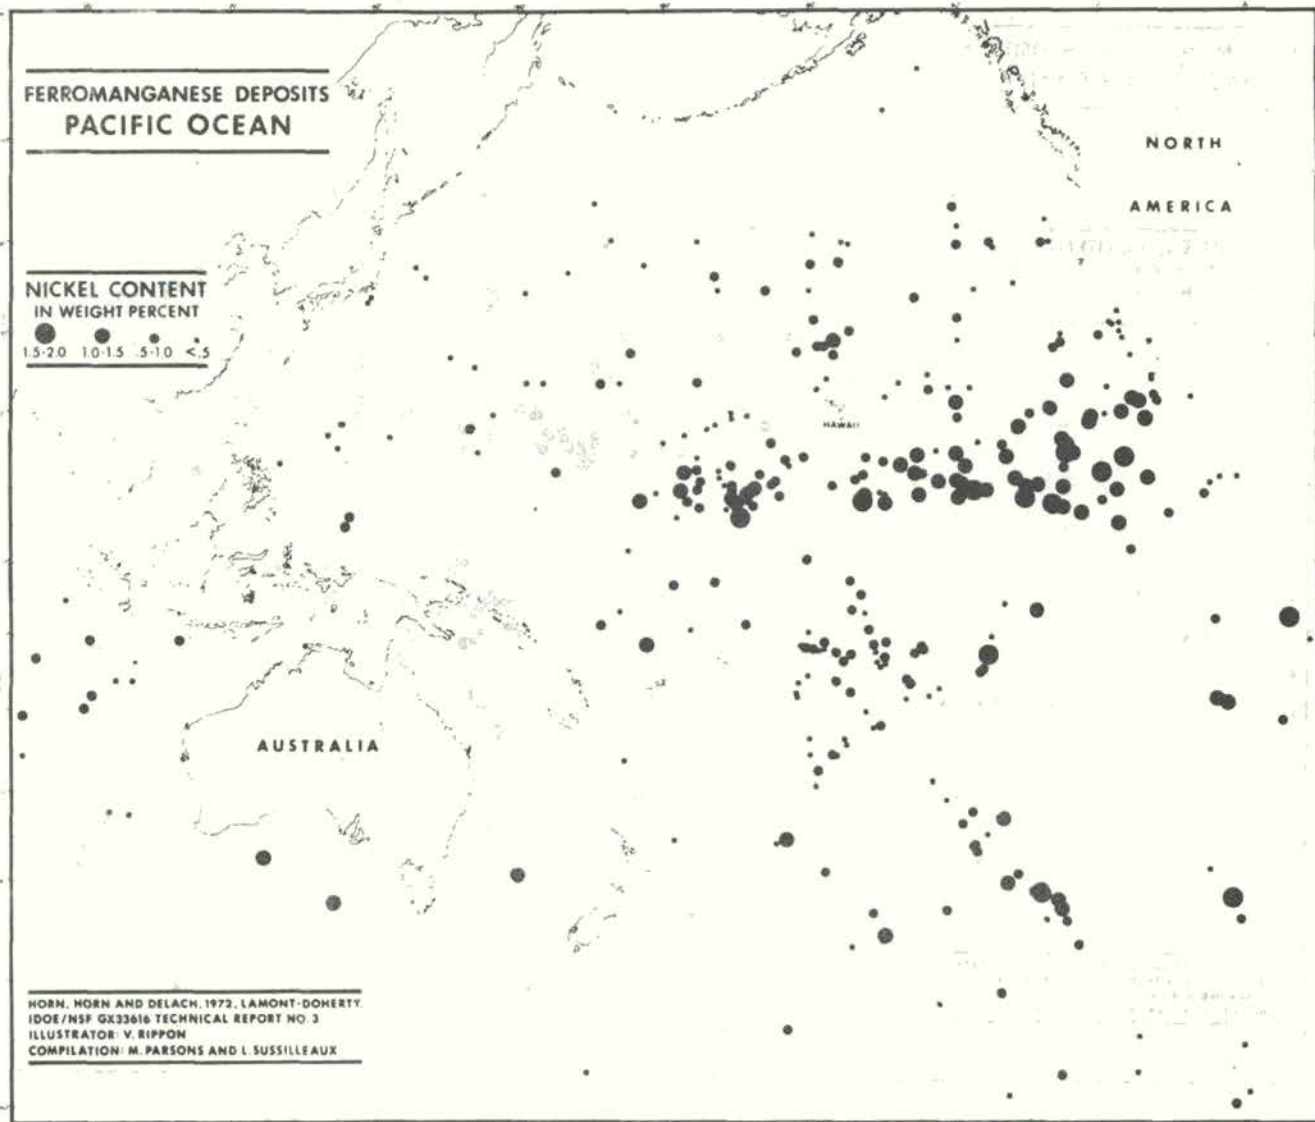 FERROMANGANESE DEPOSITS
PACIFIC OCEAN
NORTH
AMERICA
NICKEL CONTENT
IN WEIGHT PERCENT
1.5-2.0 1.0-1.5 .5-1.0 <.5
HAWAII
AUSTRALIA
HORN, HORN AND DELACH, 1972, LAMONT-DOHERTY.
IDOE/NSF GX33616 TECHNICAL REPORT NO. 3
ILLUSTRATOR: V. RIPPON
COMPILATION: M. PARSONS AND L. SUSSILLEAUX